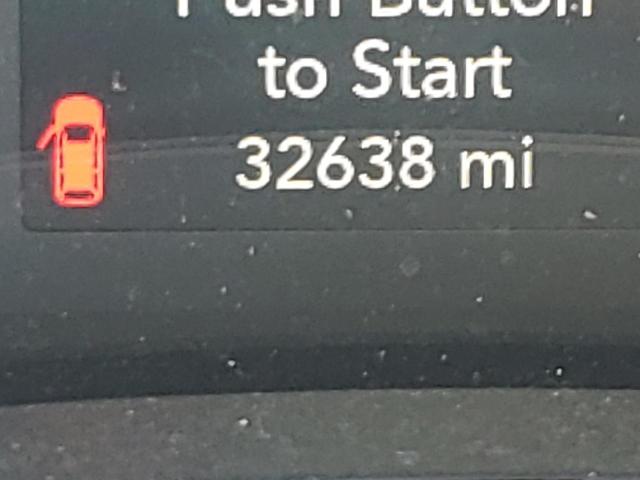 Push Button
to Start
32638 mi